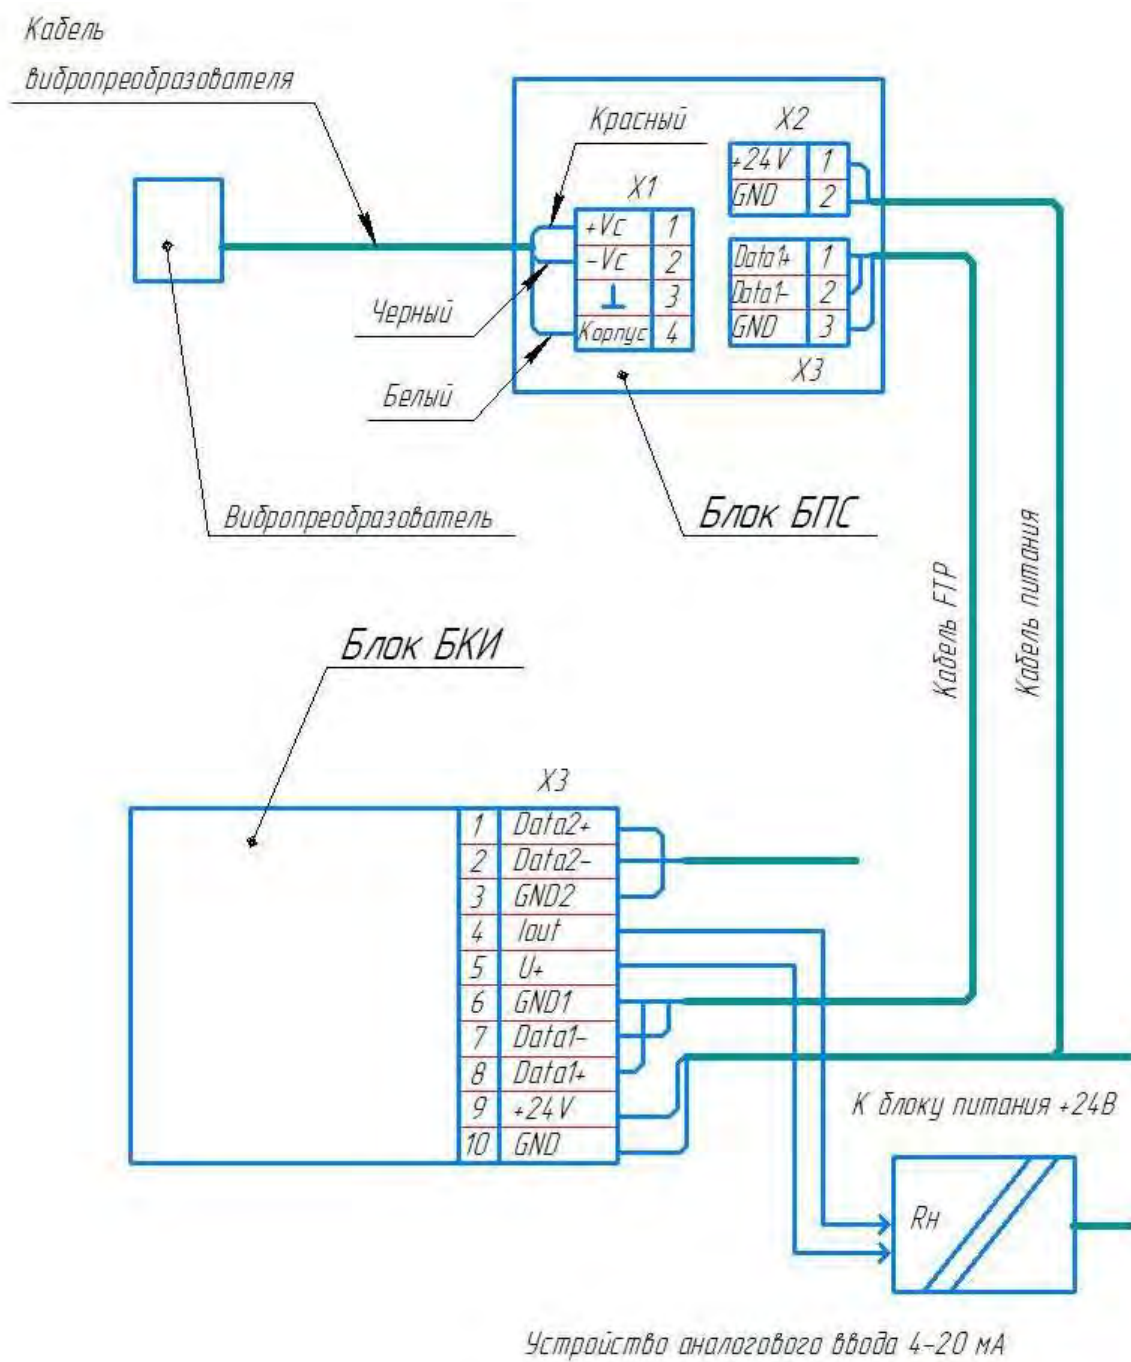 Кабель
вибропреобразователя
Красный
X2
+24V 1
GND 2
X1
+Vc 1
-Vc 2
⊥ 3
Корпус 4
Data1+ 1
Data1- 2
GND 3
X3
Черный
Белый
Вибропреобразователь
Блок БПС
Кабель FTP
Кабель питания
Блок БКИ
X3
1 Data2+
2 Data2-
3 GND2
4 Iout
5 U+
6 GND1
7 Data1-
8 Data1+
9 +24V
10 GND
К блоку питания +24В
Rн
Устройство аналогового ввода 4-20 мА